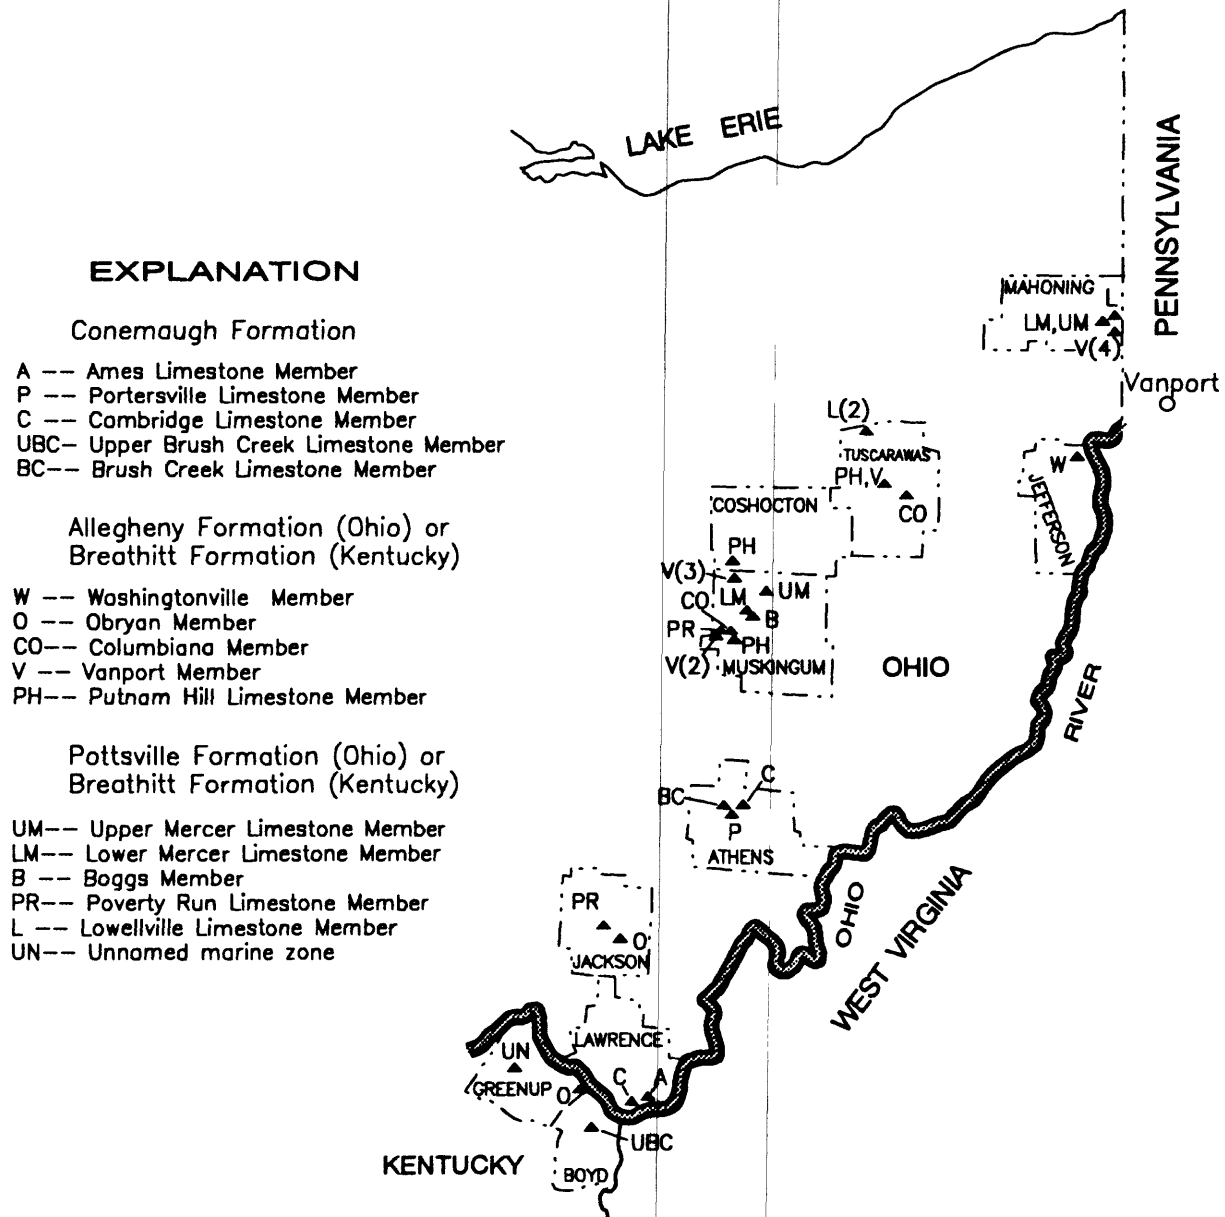 LAKE ERIE
PENNSYLVANIA
EXPLANATION
Conemaugh Formation
A -- Ames Limestone Member
P -- Portersville Limestone Member
C -- Cambridge Limestone Member
UBC- Upper Brush Creek Limestone Member
BC-- Brush Creek Limestone Member
Allegheny Formation (Ohio) or
Breathitt Formation (Kentucky)
W -- Washingtonville Member
O -- Obryan Member
CO-- Columbiana Member
V -- Vanport Member
PH-- Putnam Hill Limestone Member
Pottsville Formation (Ohio) or
Breathitt Formation (Kentucky)
UM-- Upper Mercer Limestone Member
LM-- Lower Mercer Limestone Member
B -- Boggs Member
PR-- Poverty Run Limestone Member
L -- Lowellville Limestone Member
UN-- Unnamed marine zone
MAHONING
L
LM,UM
V(4)
Vanport
L(2)
TUSCARAWAS
PH,V
CO
W
JEFFERSON
COSHOCTON
PH
V(3)
UM
LM
CO
B
PR
PH
V(2)
MUSKINGUM
OHIO
RIVER
C
BC
P
ATHENS
OHIO
WEST VIRGINIA
PR
O
JACKSON
LAWRENCE
UN
GREENUP
O
C
A
UBC
KENTUCKY
BOYD